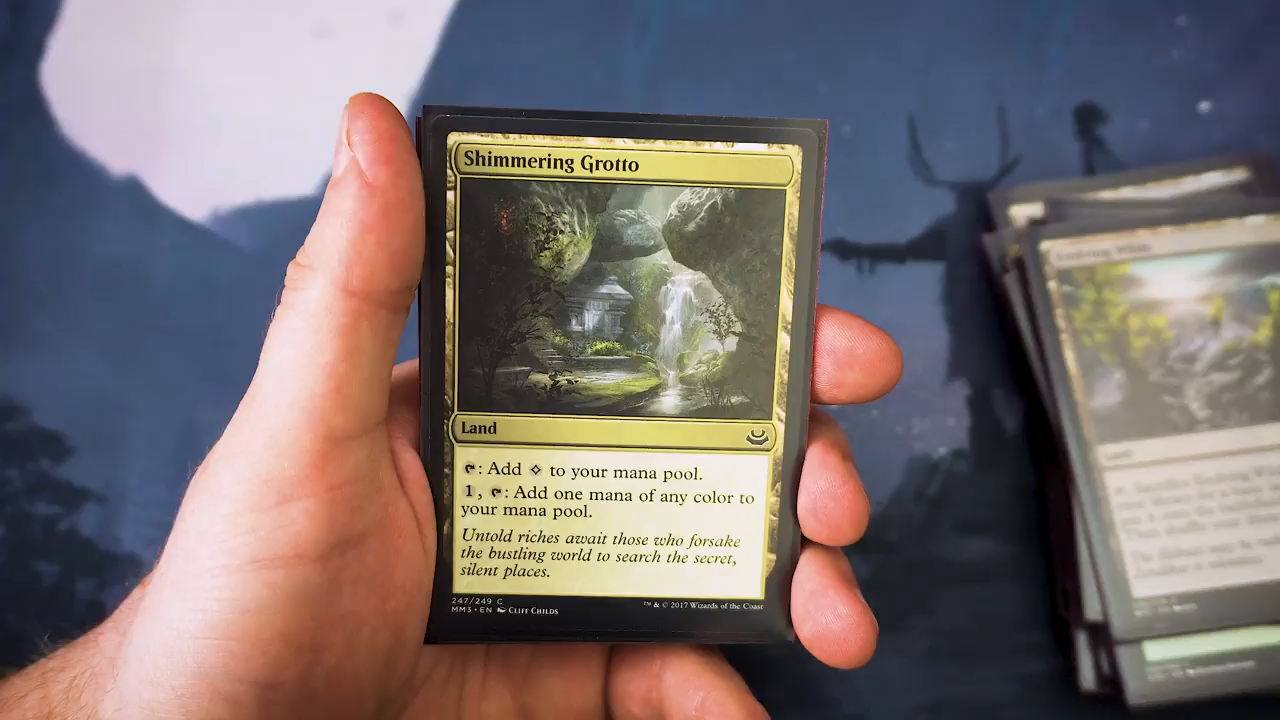 Shimmering Grotto
Land
: Add to your mana pool.
1, : Add one mana of any color to
your mana pool.
Untold riches await those who forsake
the bustling world to search the secret,
silent places.
247/249 C
MM3 • EN Cliff Childs
™ & © 2017 Wizards of the Coast
Land